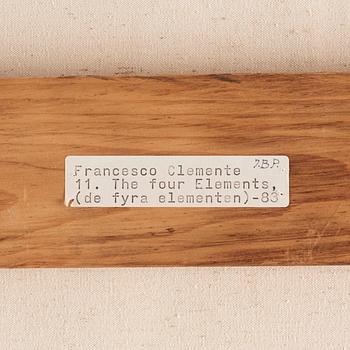 Francesco Clemente
11. The four Elements,
(de fyra elementen)-83